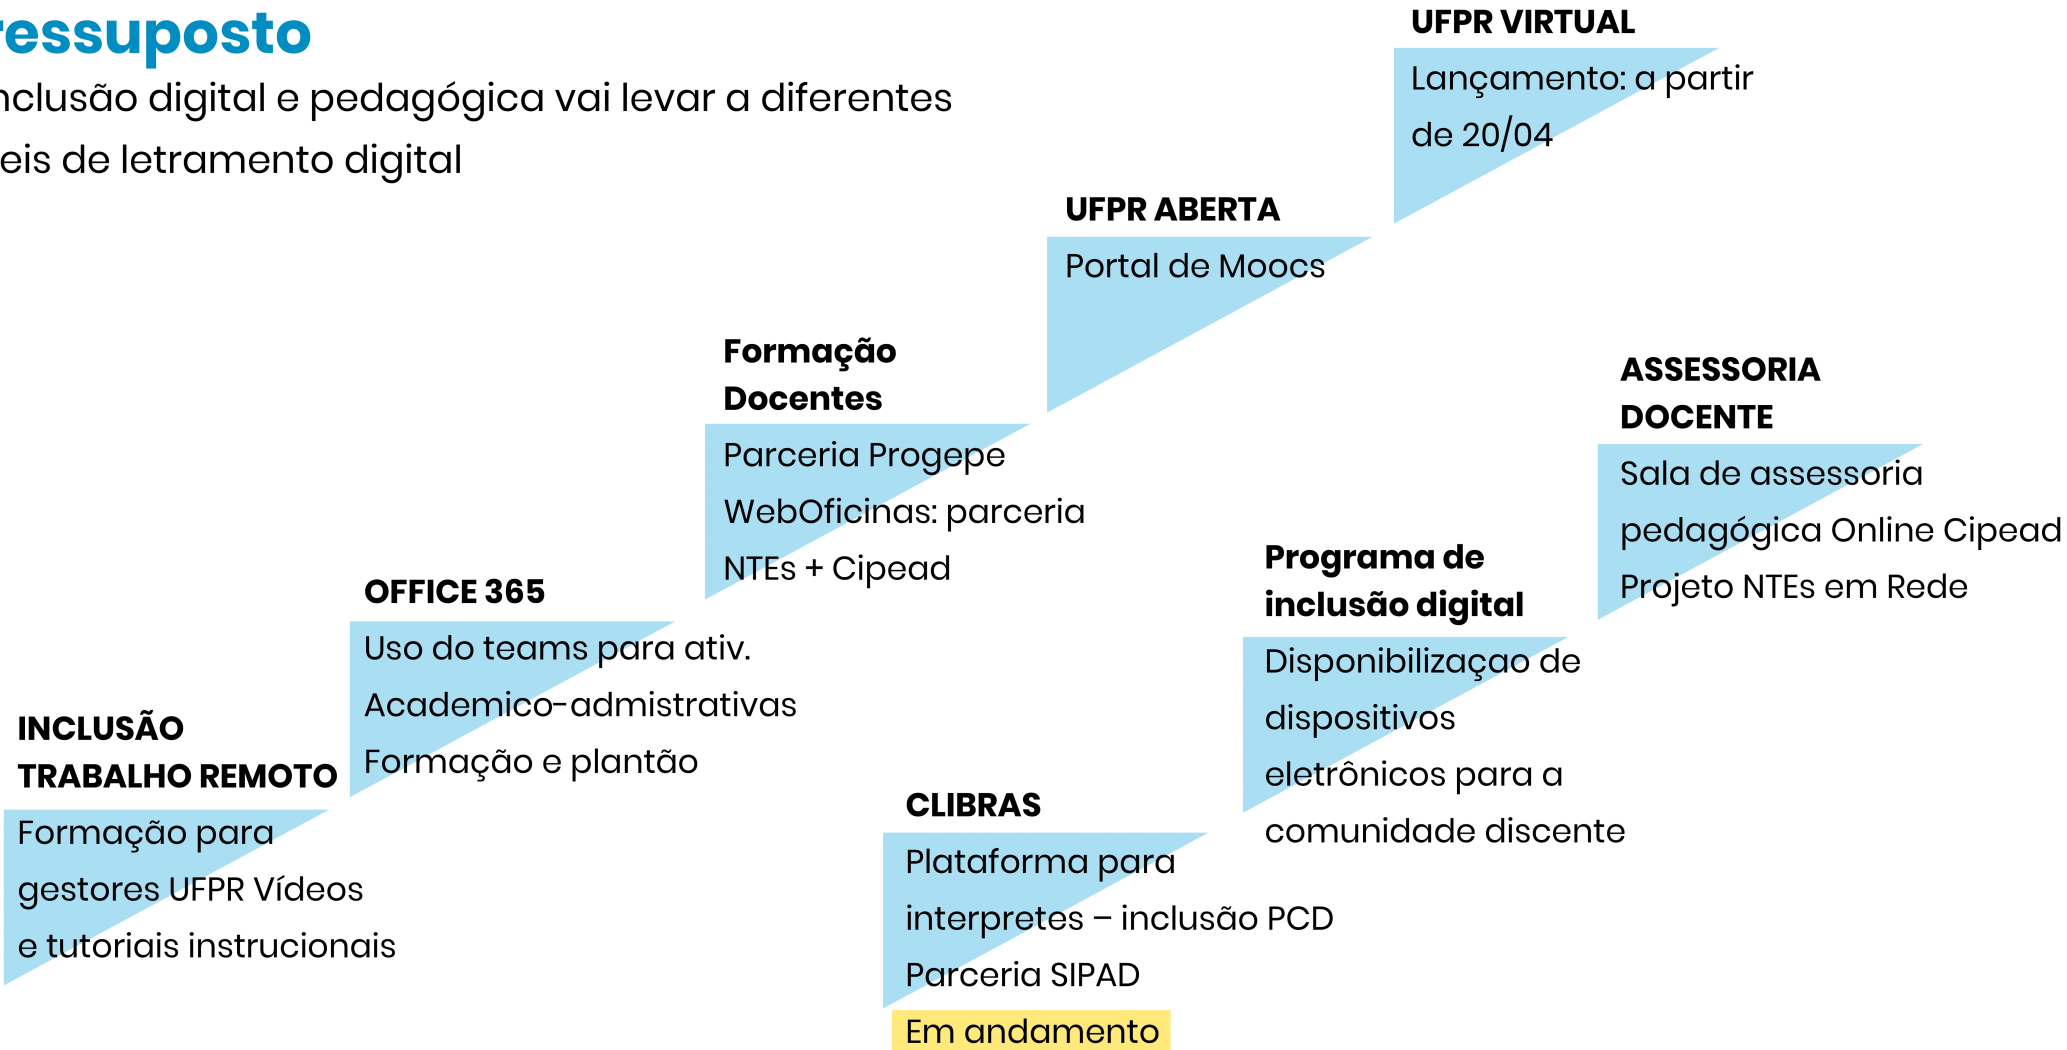 ressuposto
nclusão digital e pedagógica vai levar a diferentes
eis de letramento digital
INCLUSÃO
TRABALHO REMOTO
Formação para
gestores UFPR Vídeos
e tutoriais instrucionais
OFFICE 365
Uso do teams para ativ.
Academico-admistrativas
Formação e plantão
Formação
Docentes
Parceria Progepe
WebOficinas: parceria
NTEs + Cipead
UFPR ABERTA
Portal de Moocs
UFPR VIRTUAL
Lançamento: a partir
de 20/04
CLIBRAS
Plataforma para
interpretes – inclusão PCD
Parceria SIPAD
Em andamento
Programa de
inclusão digital
Disponibilizaçao de
dispositivos
eletrônicos para a
comunidade discente
ASSESSORIA
DOCENTE
Sala de assessoria
pedagógica Online Cipead
Projeto NTEs em Rede